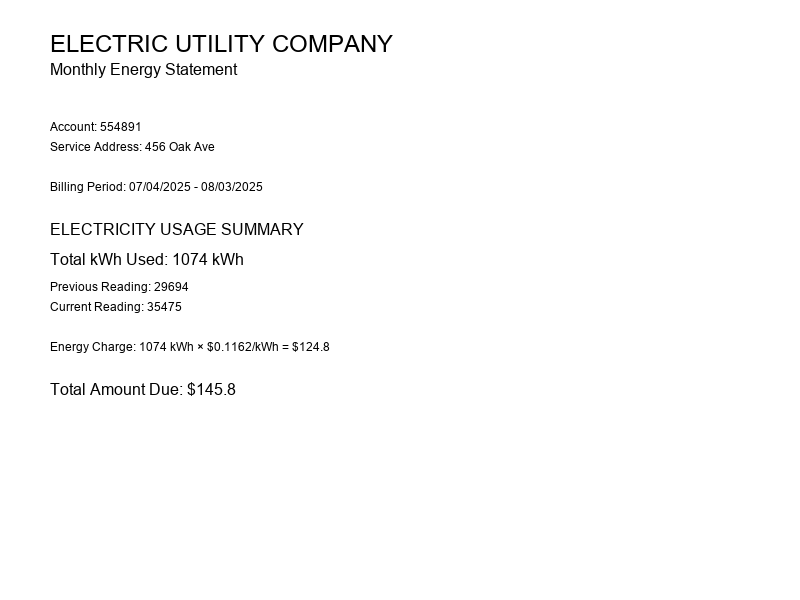 ELECTRIC UTILITY COMPANY
Monthly Energy Statement
Account: 554891
Service Address: 456 Oak Ave
Billing Period: 07/04/2025 - 08/03/2025
ELECTRICITY USAGE SUMMARY
Total kWh Used: 1074 kWh
Previous Reading: 29694
Current Reading: 35475
Energy Charge: 1074 kWh × $0.1162/kWh = $124.8
Total Amount Due: $145.8